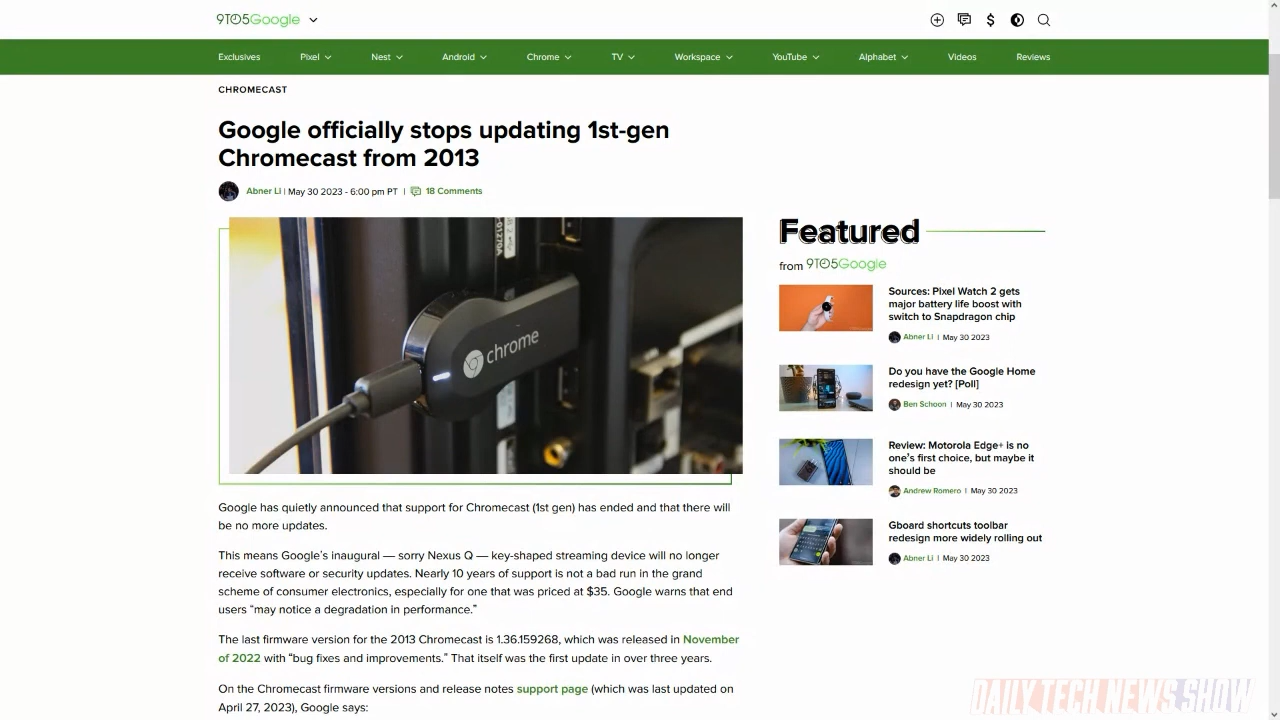 9TO5Google
Exclusives Pixel Nest Android Chrome TV Workspace YouTube Alphabet Videos Reviews
CHROMECAST
Google officially stops updating 1st-gen
Chromecast from 2013
Abner Li | May 30 2023 - 6:00 pm PT | 18 Comments
chrome
Google has quietly announced that support for Chromecast (1st gen) has ended and that there will
be no more updates.
This means Google's inaugural — sorry Nexus Q — key-shaped streaming device will no longer
receive software or security updates. Nearly 10 years of support is not a bad run in the grand
scheme of consumer electronics, especially for one that was priced at $35. Google warns that end
users “may notice a degradation in performance.”
The last firmware version for the 2013 Chromecast is 1.36.159268, which was released in November
of 2022 with “bug fixes and improvements.” That itself was the first update in over three years.
On the Chromecast firmware versions and release notes support page (which was last updated on
April 27, 2023), Google says:
Featured
from 9TO5Google
Sources: Pixel Watch 2 gets
major battery life boost with
switch to Snapdragon chip
Abner Li | May 30 2023
Do you have the Google Home
redesign yet? [Poll]
Ben Schoon | May 30 2023
Review: Motorola Edge+ is no
one's first choice, but maybe it
should be
Andrew Romero | May 30 2023
Gboard shortcuts toolbar
redesign more widely rolling out
Abner Li | May 30 2023
DAILY TECH NEWS SHOW